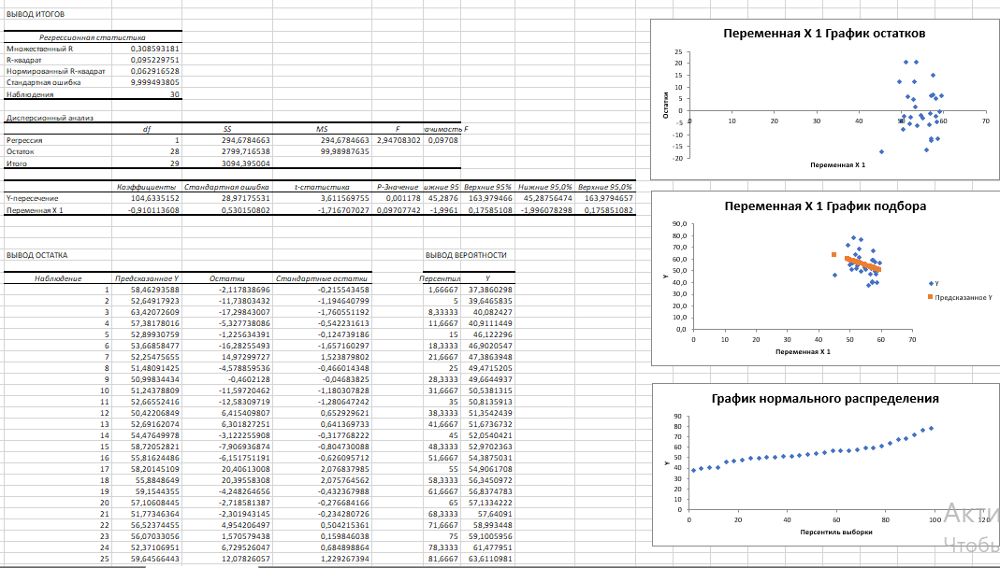 ВЫВОД ИТОГОВ
Регрессионная статистика
Множественный R 0,308593181
R-квадрат 0,095229751
Нормированный R-квадрат 0,062916528
Стандартная ошибка 9,999493805
Наблюдения 30
Дисперсионный анализ
df SS MS F ачимость F
Регрессия 1 294,6784663 294,6784663 2,94708302 0,09708
Остаток 28 2799,716538 99,98987635
Итого 29 3094,395004
Коэффициенты Стандартная ошибка t-статистика P-Значение ижние 95 Верхние 95% Нижние 95,0% Верхние 95,0%
Y-пересечение 104,6335152 28,97175531 3,611569755 0,001178 45,2876 163,979466 45,28756474 163,9794657
Переменная X 1 -0,910113608 0,530150802 -1,716707027 0,09707742 -1,9961 0,17585108 -1,996078298 0,175851082
ВЫВОД ОСТАТКА ВЫВОД ВЕРОЯТНОСТИ
Наблюдение Предсказанное Y Остатки Стандартные остатки Персентил Y
1 58,46293588 -2,117838696 -0,215543458 1,66667 37,3860298
2 52,64917923 -11,73803432 -1,194640799 5 39,6465835
3 63,42072609 -17,29843007 -1,760551192 8,33333 40,082427
4 57,38178016 -5,327738086 -0,542231613 11,6667 40,9111449
5 52,89930759 -1,225634391 -0,124739186 15 46,122296
6 53,66858477 -16,28255493 -1,657160297 18,3333 46,9020547
7 52,25475655 14,97299727 1,523879802 21,6667 47,3863948
8 51,48091425 -4,578859536 -0,466014348 25 49,4715205
9 50,99834434 -0,4602128 -0,04683825 28,3333 49,6644937
10 51,24378809 -11,59720462 -1,180307828 31,6667 50,5381315
11 52,66552416 -12,58309719 -1,280647242 35 50,8135913
12 50,42206849 6,415409807 0,652929621 38,3333 51,3542439
13 52,69162074 6,301827251 0,641369733 41,6667 51,6736732
14 54,47649978 -3,122255908 -0,317768222 45 52,0540421
15 58,72052821 -7,906936874 -0,804730088 48,3333 52,9702363
16 55,81624486 -6,151751191 -0,626095712 51,6667 54,3875031
17 58,20145109 20,40613008 2,076837985 55 54,9061708
18 55,8848649 20,39558308 2,075764562 58,3333 56,3450972
19 59,1544355 -4,248264656 -0,432367988 61,6667 56,8374783
20 57,10608445 -2,718581387 -0,276684166 65 57,1334222
21 51,77346364 -2,301943145 -0,234280726 68,3333 57,64091
22 56,52374455 4,954206497 0,504215361 71,6667 58,993448
23 56,07033056 1,570579438 0,159846038 75 59,1005956
24 52,37106951 6,729526047 0,684898864 78,3333 61,477951
25 59,64566443 12,07826057 1,229267394 81,6667 63,6110981
Переменная X 1 График остатков
Остатки
25
20
15
10
5
0
-5
-10
-15
-20
0 10 20 30 40 50 60 70
Переменная X 1
Переменная X 1 График подбора
Y
90,0
80,0
70,0
60,0
50,0
40,0
30,0
20,0
10,0
0,0
0 10 20 30 40 50 60 70
Переменная X 1
Y
Предсказанное Y
График нормального распределения
Y
90
80
70
60
50
40
30
20
10
0
0 20 40 60 80 100 120
Персентиль выборки
Акти
Чтобы